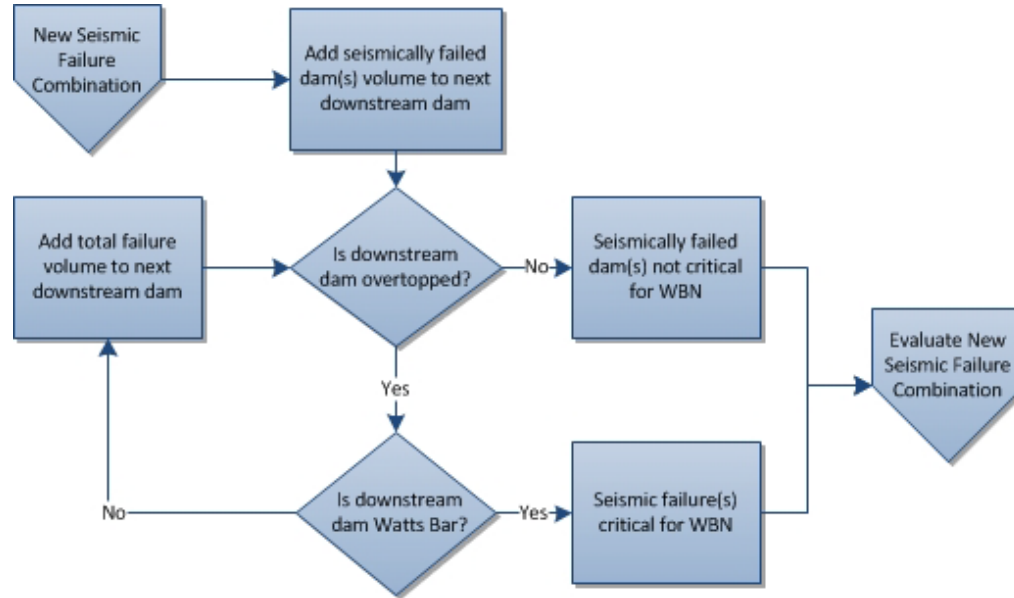 New Seismic
Failure
Combination
Add seismically failed
dam(s) volume to next
downstream dam
Add total failure
volume to next
downstream dam
Is downstream
dam overtopped?
No
Seismically failed
dam(s) not critical
for WBN
Evaluate New
Seismic Failure
Combination
Yes
No
Is downstream
dam Watts Bar?
Yes
Seismic failure(s)
critical for WBN